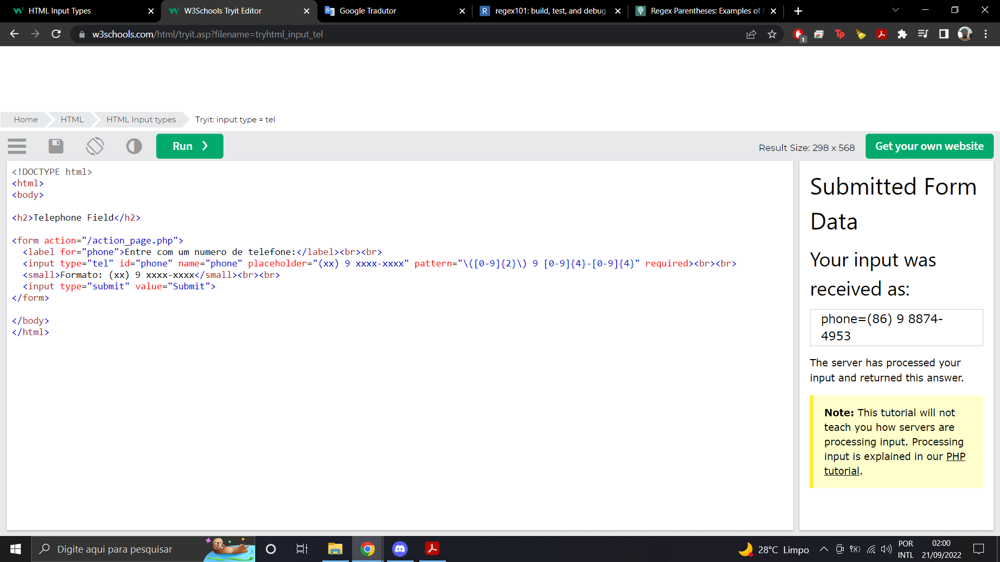 HTML Input Types
W3Schools Tryit Editor
Google Tradutor
regex101: build, test, and debug
Regex Parentheses: Examples of
w3schools.com/html/tryit.asp?filename=tryhtml_input_tel
1
Home
HTML
HTML Input types
Tryit: input type = tel
Run ❯
Result Size: 298 x 568
Get your own website
<!DOCTYPE html>
<html>
<body>
<h2>Telephone Field</h2>
<form action="/action_page.php">
<label for="phone">Entre com um numero de telefone:</label><br><br>
<input type="tel" id="phone" name="phone" placeholder="(xx) 9 xxxx-xxxx" pattern="\([0-9]{2}\) 9 [0-9]{4}-[0-9]{4}" required><br><br>
<small>Formato: (xx) 9 xxxx-xxxx</small><br><br>
<input type="submit" value="Submit">
</form>
</body>
</html>
Submitted Form
Data
Your input was
received as:
phone=(86) 9 8874-
4953
The server has processed your
input and returned this answer.
Note: This tutorial will not
teach you how servers are
processing input. Processing
input is explained in our PHP
tutorial.
Digite aqui para pesquisar
28°C Limpo
POR
INTL
02:00
21/09/2022